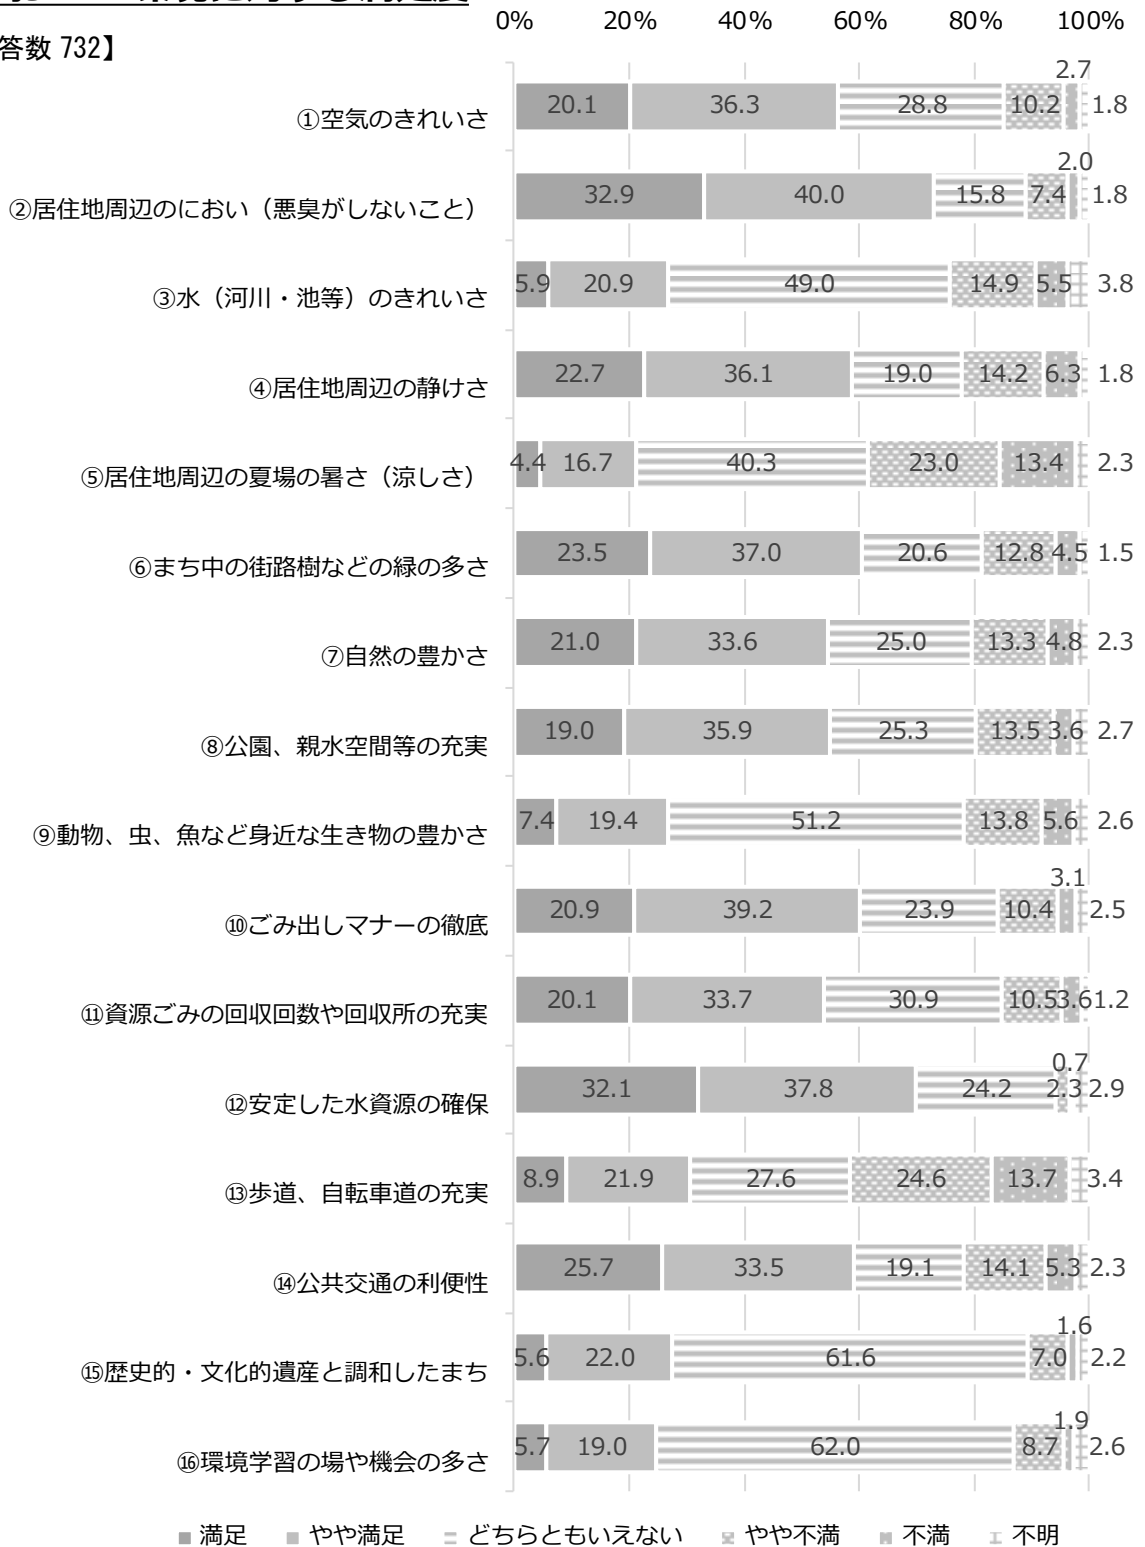 答数 732】
0% 20% 40% 60% 80% 100%
①空気のきれいさ 20.1 36.3 28.8 10.2 2.7 1.8
②居住地周辺のにおい（悪臭がしないこと） 32.9 40.0 15.8 7.4 2.0 1.8
③水（河川・池等）のきれいさ 5.9 20.9 49.0 14.9 5.5 3.8
④居住地周辺の静けさ 22.7 36.1 19.0 14.2 6.3 1.8
⑤居住地周辺の夏場の暑さ（涼しさ） 4.4 16.7 40.3 23.0 13.4 2.3
⑥まち中の街路樹などの緑の多さ 23.5 37.0 20.6 12.8 4.5 1.5
⑦自然の豊かさ 21.0 33.6 25.0 13.3 4.8 2.3
⑧公園、親水空間等の充実 19.0 35.9 25.3 13.5 3.6 2.7
⑨動物、虫、魚など身近な生き物の豊かさ 7.4 19.4 51.2 13.8 5.6 2.6
⑩ごみ出しマナーの徹底 20.9 39.2 23.9 10.4 3.1 2.5
⑪資源ごみの回収回数や回収所の充実 20.1 33.7 30.9 10.5 3.6 1.2
⑫安定した水資源の確保 32.1 37.8 24.2 2.3 0.7 2.9
⑬歩道、自転車道の充実 8.9 21.9 27.6 24.6 13.7 3.4
⑭公共交通の利便性 25.7 33.5 19.1 14.1 5.3 2.3
⑮歴史的・文化的遺産と調和したまち 5.6 22.0 61.6 7.0 1.6 2.2
⑯環境学習の場や機会の多さ 5.7 19.0 62.0 8.7 1.9 2.6
満足 やや満足 どちらともいえない やや不満 不満 不明